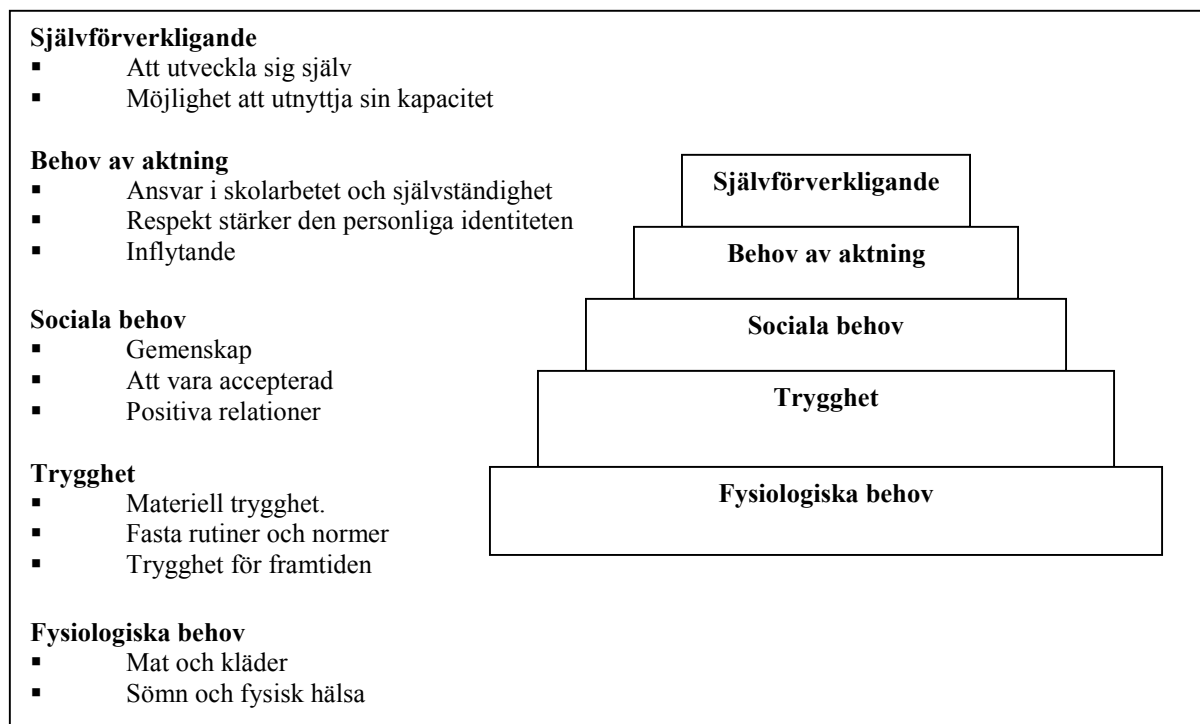 Självförverkligande
▪ Att utveckla sig själv
▪ Möjlighet att utnyttja sin kapacitet
Behov av aktning
▪ Ansvar i skolarbetet och självständighet
▪ Respekt stärker den personliga identiteten
▪ Inflytande
Sociala behov
▪ Gemenskap
▪ Att vara accepterad
▪ Positiva relationer
Trygghet
▪ Materiell trygghet.
▪ Fasta rutiner och normer
▪ Trygghet för framtiden
Fysiologiska behov
▪ Mat och kläder
▪ Sömn och fysisk hälsa
Självförverkligande
Behov av aktning
Sociala behov
Trygghet
Fysiologiska behov